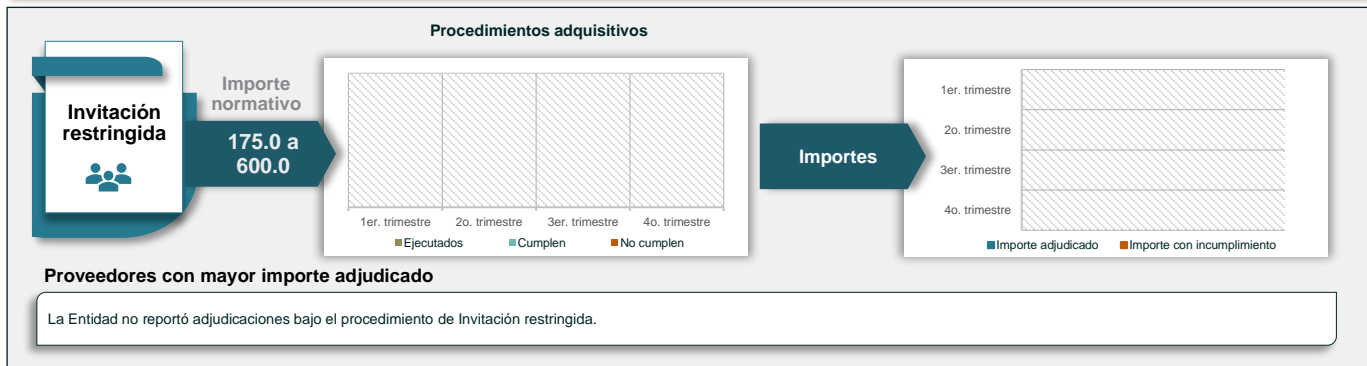 Procedimientos adquisitivos
Invitación
restringida
Importe
normativo
175.0 a
600.0
1er. trimestre 2o. trimestre 3er. trimestre 4o. trimestre
Ejecutados Cumplen No cumplen
Importes
1er. trimestre
2o. trimestre
3er. trimestre
4o. trimestre
Importe adjudicado Importe con incumplimiento
Proveedores con mayor importe adjudicado
La Entidad no reportó adjudicaciones bajo el procedimiento de Invitación restringida.